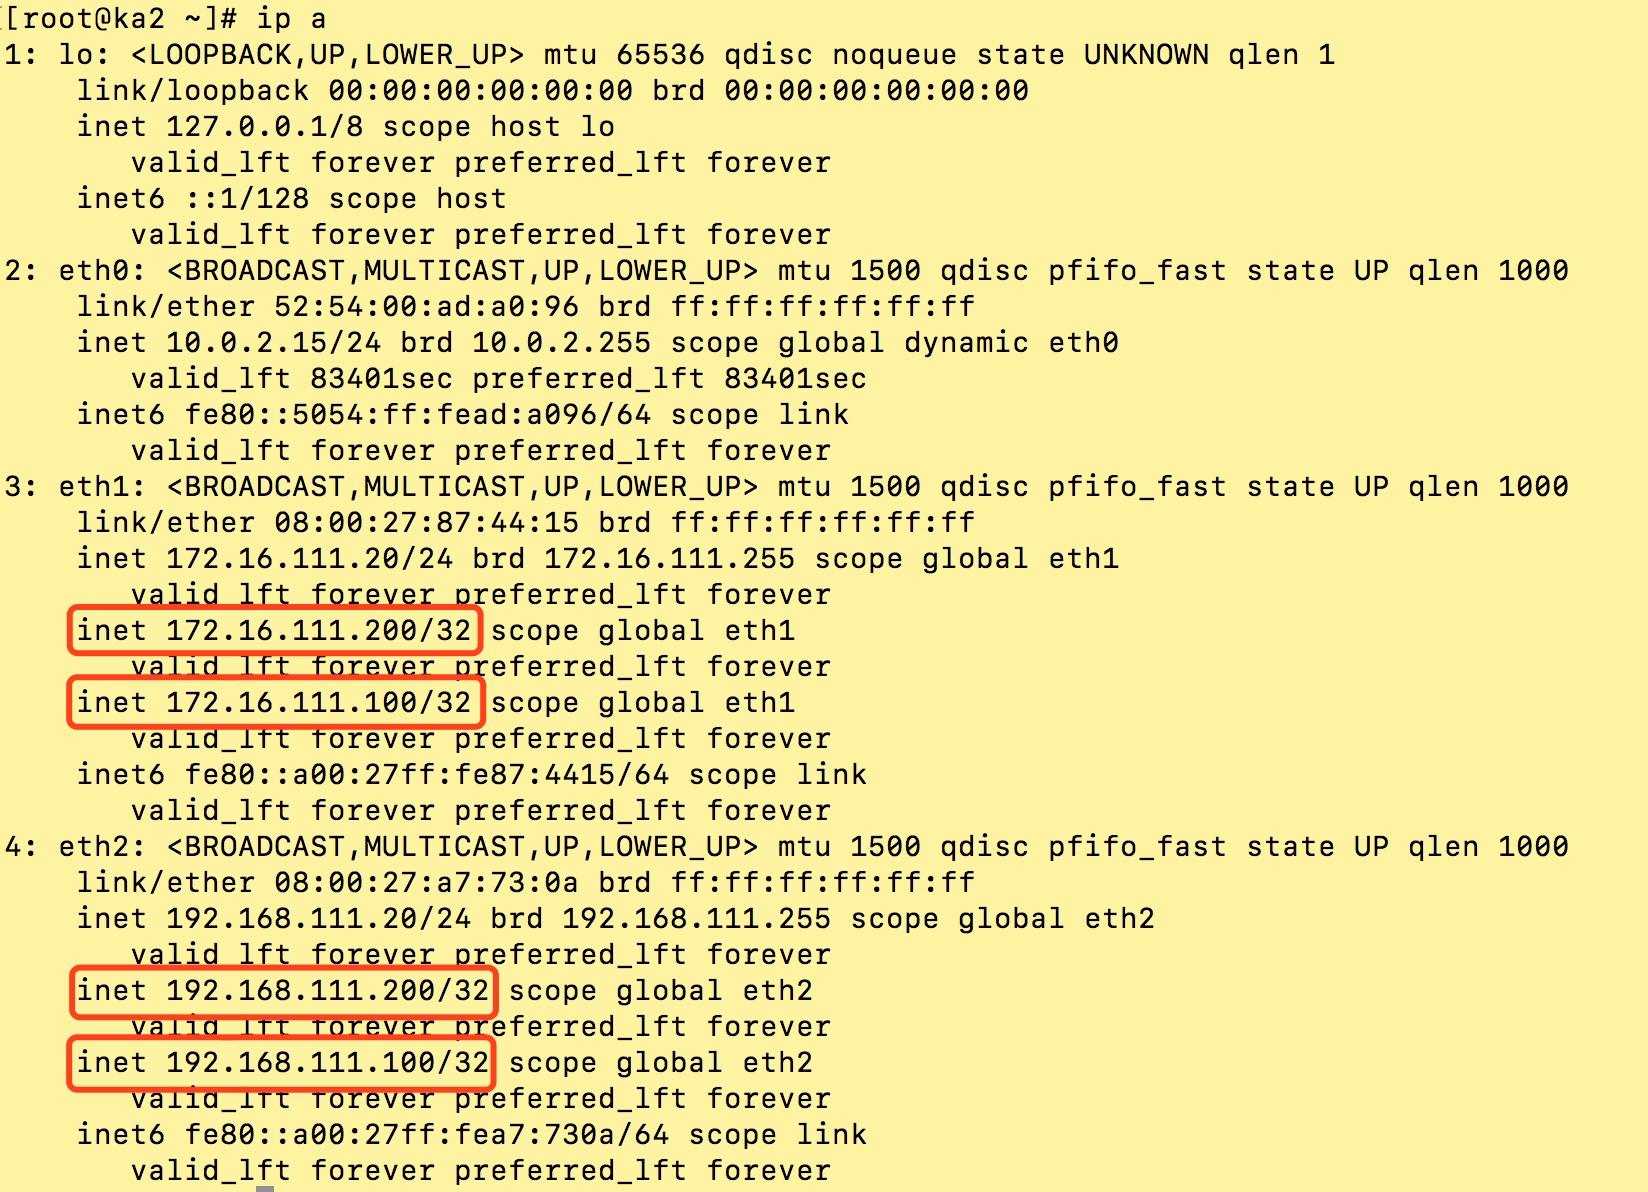 [root@ka2 ~]# ip a
1: lo: <LOOPBACK,UP,LOWER_UP> mtu 65536 qdisc noqueue state UNKNOWN qlen 1
link/loopback 00:00:00:00:00:00 brd 00:00:00:00:00:00
inet 127.0.0.1/8 scope host lo
valid_lft forever preferred_lft forever
inet6 ::1/128 scope host
valid_lft forever preferred_lft forever
2: eth0: <BROADCAST,MULTICAST,UP,LOWER_UP> mtu 1500 qdisc pfifo_fast state UP qlen 1000
link/ether 52:54:00:ad:a0:96 brd ff:ff:ff:ff:ff:ff
inet 10.0.2.15/24 brd 10.0.2.255 scope global dynamic eth0
valid_lft 83401sec preferred_lft 83401sec
inet6 fe80::5054:ff:fead:a096/64 scope link
valid_lft forever preferred_lft forever
3: eth1: <BROADCAST,MULTICAST,UP,LOWER_UP> mtu 1500 qdisc pfifo_fast state UP qlen 1000
link/ether 08:00:27:87:44:15 brd ff:ff:ff:ff:ff:ff
inet 172.16.111.20/24 brd 172.16.111.255 scope global eth1
valid_lft forever preferred_lft forever
inet 172.16.111.200/32 scope global eth1
valid_lft forever preferred_lft forever
inet 172.16.111.100/32 scope global eth1
valid_lft forever preferred_lft forever
inet6 fe80::a00:27ff:fe87:4415/64 scope link
valid_lft forever preferred_lft forever
4: eth2: <BROADCAST,MULTICAST,UP,LOWER_UP> mtu 1500 qdisc pfifo_fast state UP qlen 1000
link/ether 08:00:27:a7:73:0a brd ff:ff:ff:ff:ff:ff
inet 192.168.111.20/24 brd 192.168.111.255 scope global eth2
valid_lft forever preferred_lft forever
inet 192.168.111.200/32 scope global eth2
valid_lft forever preferred_lft forever
inet 192.168.111.100/32 scope global eth2
valid_lft forever preferred_lft forever
inet6 fe80::a00:27ff:fea7:730a/64 scope link
valid_lft forever preferred_lft forever